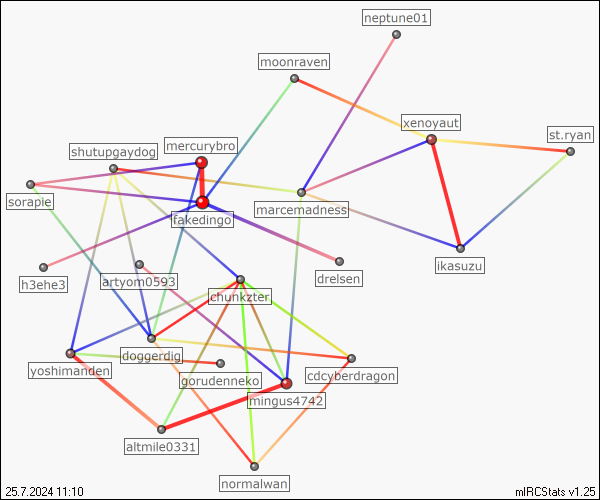 neptune01
moonraven
xenoyaut
st.ryan
mercurybro
shutupgaydog
sorapie
marcemadness
fakedingo
ikasuzu
h3ehe3
artyom0593
drelsen
chunkzter
doggerdig
yoshimanden
gorudenneko
cdcyberdragon
mingus4742
altmile0331
normalwan
25.7.2024 11:10
mIRCStats v1.25